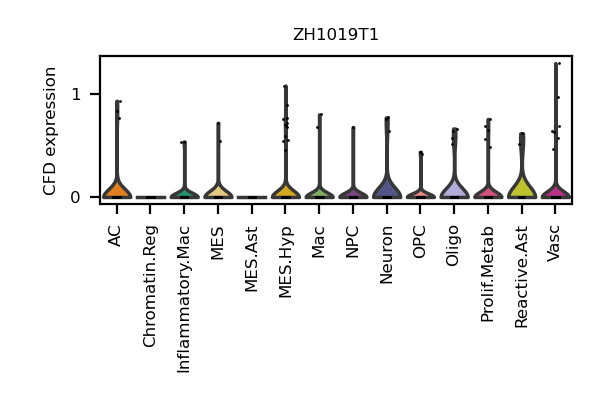 ZH1019T1
CFD expression
1
0
AC
Chromatin.Reg
Inflammatory.Mac
MES
MES.Ast
MES.Hyp
Mac
NPC
Neuron
OPC
Oligo
Prolif.Metab
Reactive.Ast
Vasc